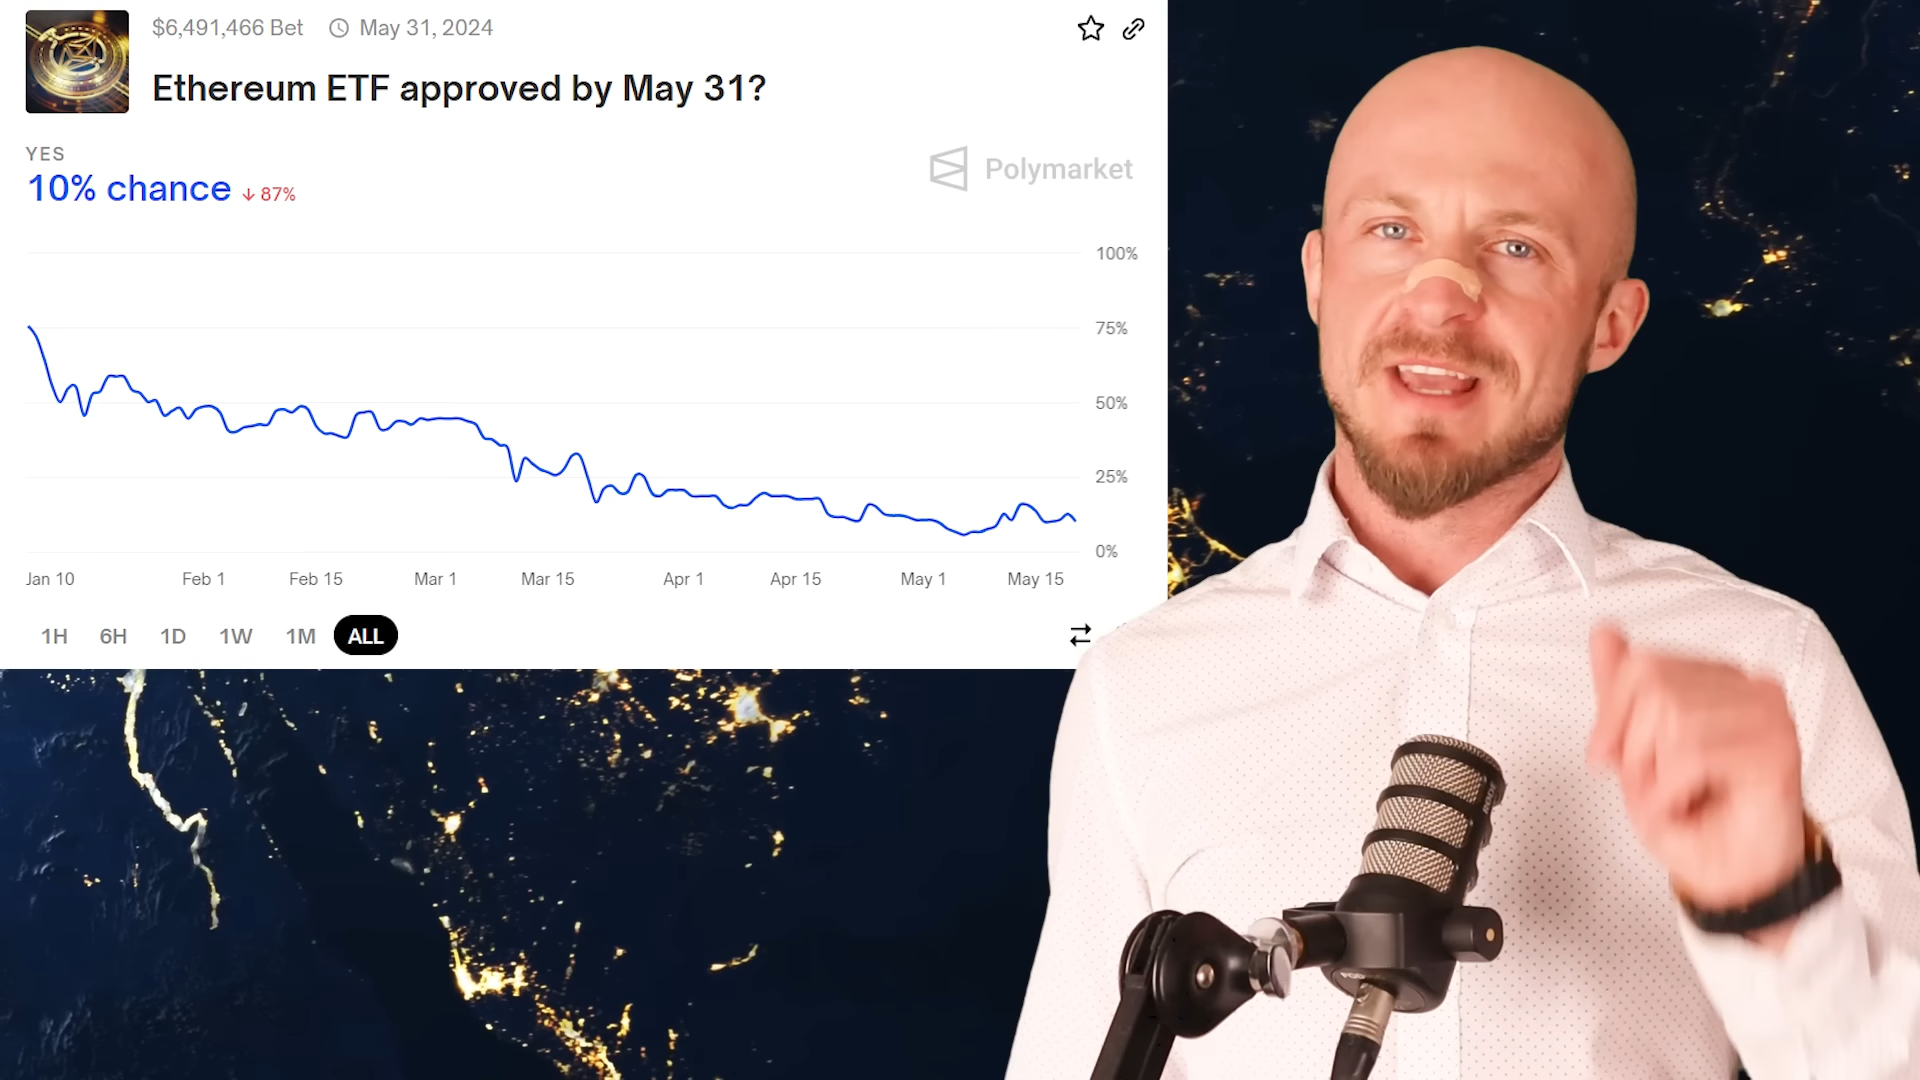 $6,491,466 Bet May 31, 2024
Ethereum ETF approved by May 31?
YES
10% chance ↓ 87%
Polymarket
100%
75%
50%
25%
0%
Jan 10 Feb 1 Feb 15 Mar 1 Mar 15 Apr 1 Apr 15 May 1 May 15
1H 6H 1D 1W 1M ALL